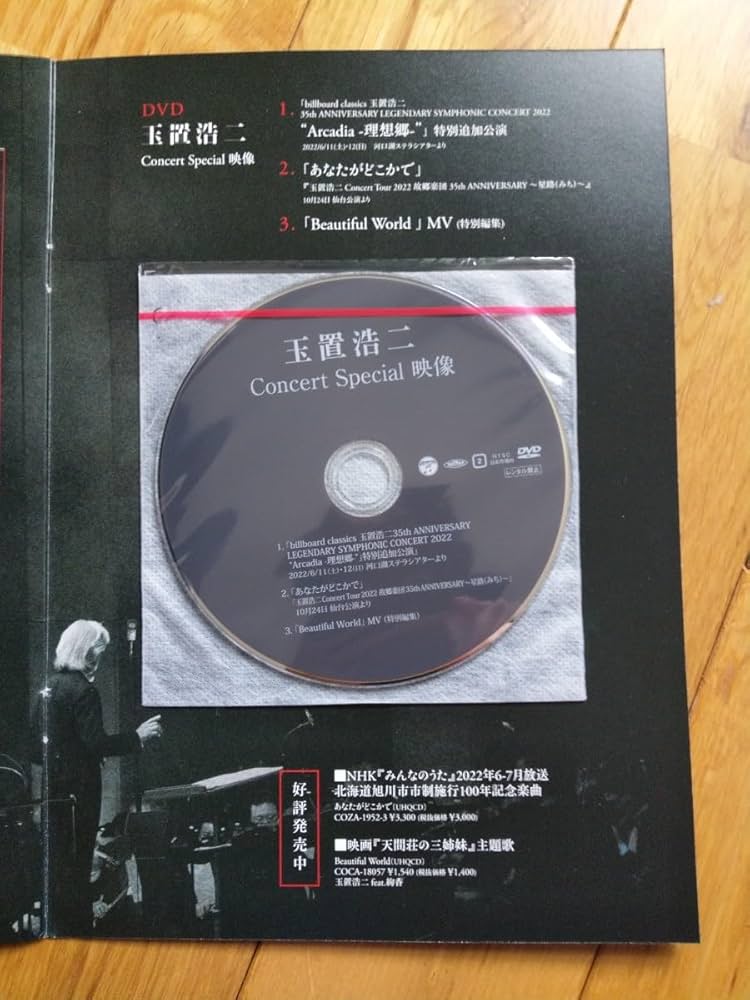 DVD
玉置浩二
Concert Special 映像
1.「billboard classics 玉置浩二
35th ANNIVERSARY LEGENDARY SYMPHONIC CONCERT 2022
“Arcadia -理想郷-”」特別追加公演
2022/6/11(土)・12(日) 河口湖ステラシアターより
2.「あなたがどこかで」
『玉置浩二 Concert Tour 2022 故郷楽団 35th ANNIVERSARY 〜星路(みち)〜』
10月24日 仙台公演より
3.「Beautiful World 」MV (特別編集)
玉置浩二
Concert Special 映像
2
NTSC
日本市場向
DVD
レンタル禁止
1.「billboard classics 玉置浩二35th ANNIVERSARY
LEGENDARY SYMPHONIC CONCERT 2022
“Arcadia -理想郷-”」特別追加公演」
2022/6/11(土)・12(日) 河口湖ステラシアターより
2.「あなたがどこかで」
「玉置浩二Concert Tour 2022 故郷楽団35th ANNIVERSARY〜星路(みち)〜」
10月24日 仙台公演より
3.「Beautiful World」MV (特別編集)
好評発売中
■NHK『みんなのうた』2022年6-7月放送
北海道旭川市市制施行100年記念楽曲
あなたがどこかで(UHQCD)
COZA-1952-3 ¥3,300 (税抜価格 ¥3,000)
■映画『天間荘の三姉妹』主題歌
Beautiful World(UHQCD)
COCA-18057 ¥1,540 (税抜価格 ¥1,400)
玉置浩二 feat.絢香